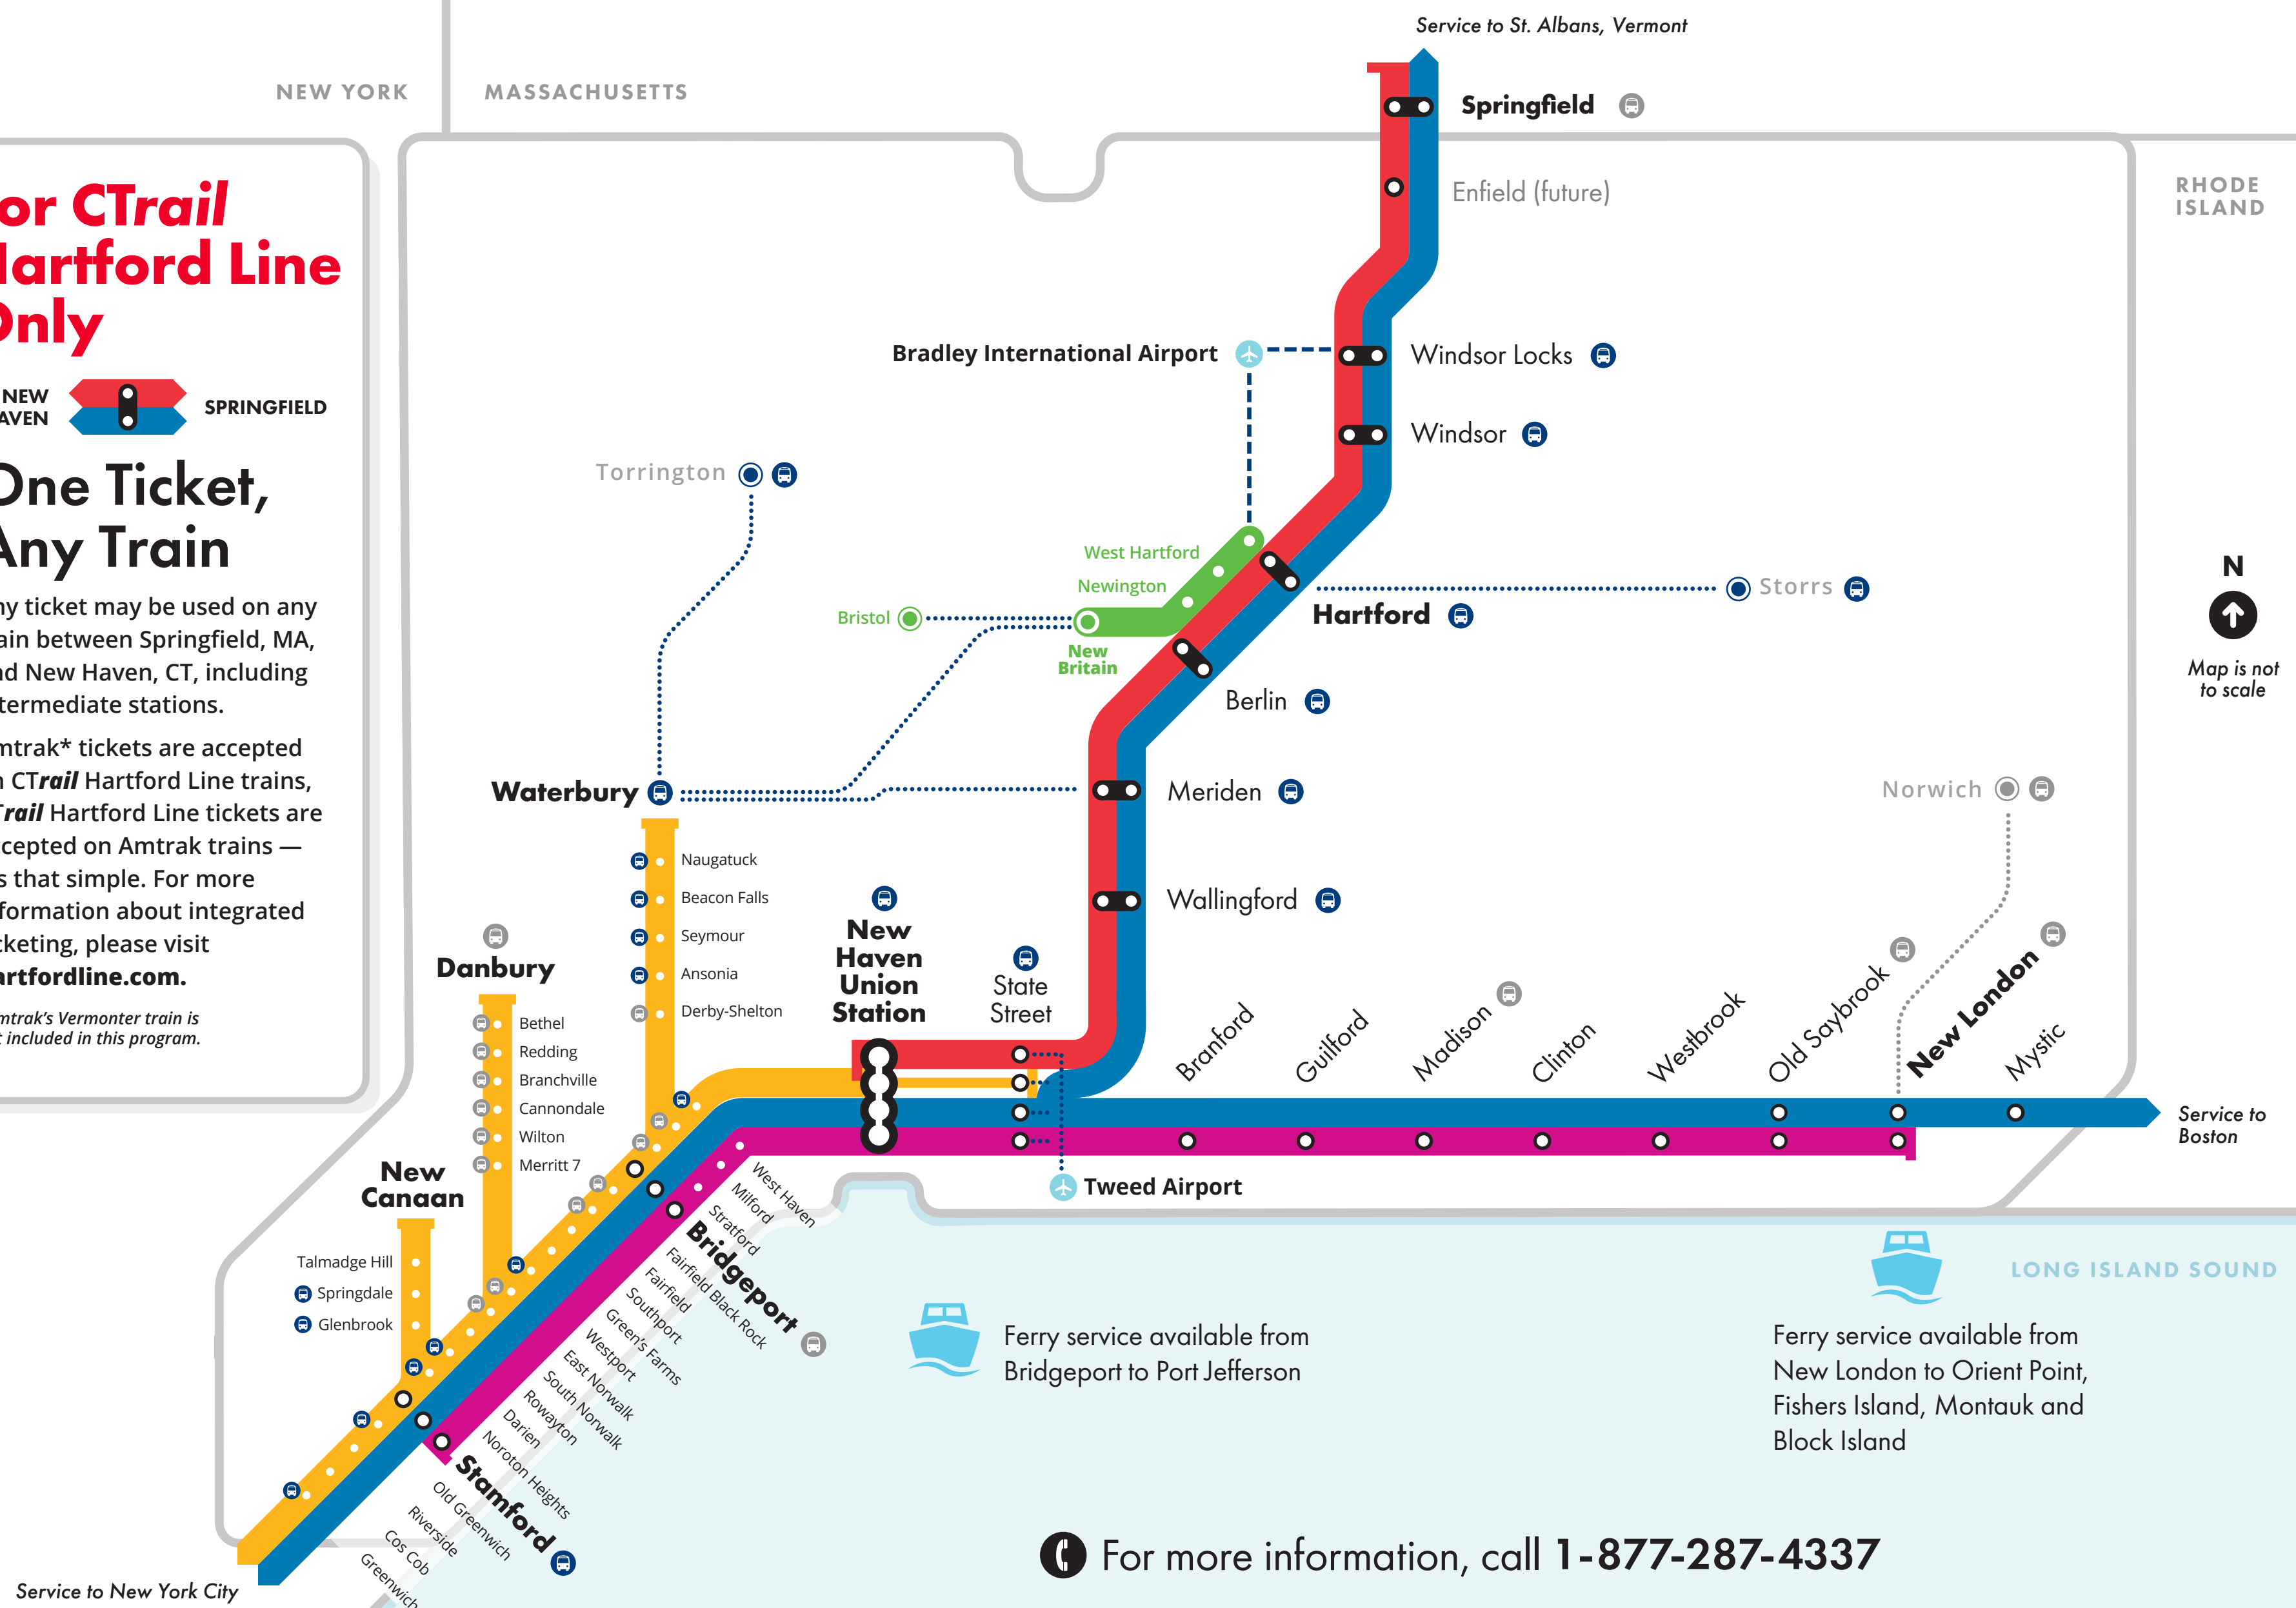 Service to St. Albans, Vermont
NEW YORK
MASSACHUSETTS
Springfield
Enfield (future)
RHODE
ISLAND
or CTrail
Hartford Line
Only
NEW
AVEN
SPRINGFIELD
One Ticket,
Any Train
ny ticket may be used on any
ain between Springfield, MA,
nd New Haven, CT, including
termediate stations.
mtrak* tickets are accepted
n CTrail Hartford Line trains,
Trail Hartford Line tickets are
ccepted on Amtrak trains —
s that simple. For more
formation about integrated
cketing, please visit
artfordline.com.
mtrak's Vermonter train is
t included in this program.
Bradley International Airport
Windsor Locks
Windsor
Torrington
West Hartford
Newington
Bristol
New
Britain
Hartford
Storrs
Berlin
N
Map is not
to scale
Waterbury
Meriden
Norwich
Naugatuck
Beacon Falls
Seymour
Ansonia
Derby-Shelton
Wallingford
New
Haven
Union
Station
State
Street
Danbury
Bethel
Redding
Branchville
Cannondale
Wilton
Merritt 7
Branford
Guilford
Madison
Clinton
Westbrook
Old Saybrook
New London
Mystic
Service to
Boston
Tweed Airport
New
Canaan
Talmadge Hill
Springdale
Glenbrook
West Haven
Milford
Stratford
Bridgeport
Fairfield Black Rock
Fairfield
Southport
Green's Farms
Westport
East Norwalk
South Norwalk
Rowayton
Darien
Noroton Heights
Stamford
Old Greenwich
Riverside
Cos Cob
Greenwich
Service to New York City
LONG ISLAND SOUND
Ferry service available from
Bridgeport to Port Jefferson
Ferry service available from
New London to Orient Point,
Fishers Island, Montauk and
Block Island
For more information, call 1-877-287-4337